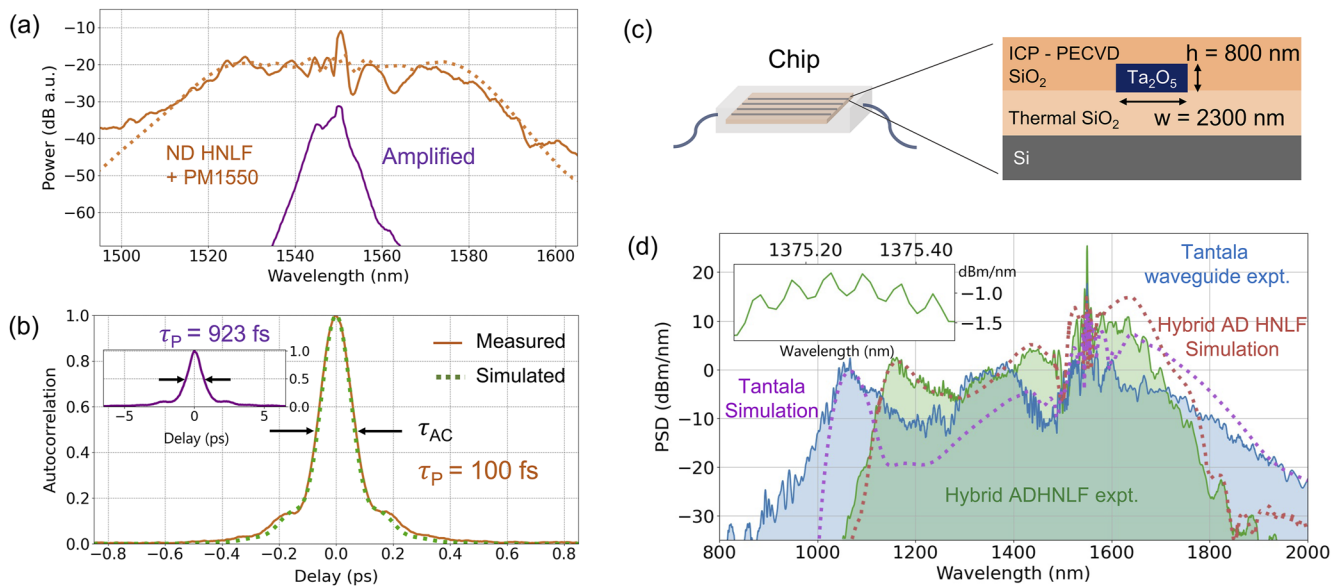 (a)
Power (dB a.u.)
−10
−20
−30
−40
−50
−60
ND HNLF
+ PM1550
Amplified
1500
1520
1540
1560
1580
1600
Wavelength (nm)
(b)
Autocorrelation
1.0
0.8
0.6
0.4
0.2
0.0
τP = 923 fs
1.0
0.5
0.0
−5
0
5
Delay (ps)
Measured
Simulated
τAC
τP = 100 fs
−0.8
−0.6
−0.4
−0.2
0.0
0.2
0.4
0.6
0.8
Delay (ps)
(c)
Chip
ICP - PECVD
SiO2
h = 800 nm
Ta2O5
Thermal SiO2
w = 2300 nm
Si
(d)
PSD (dBm/nm)
20
10
0
−10
−20
−30
1375.20
1375.40
dBm/nm
−1.0
−1.5
Wavelength (nm)
Tantala
waveguide expt.
Hybrid AD HNLF
Simulation
Tantala
Simulation
Hybrid ADHNLF expt.
800
1000
1200
1400
1600
1800
2000
Wavelength (nm)